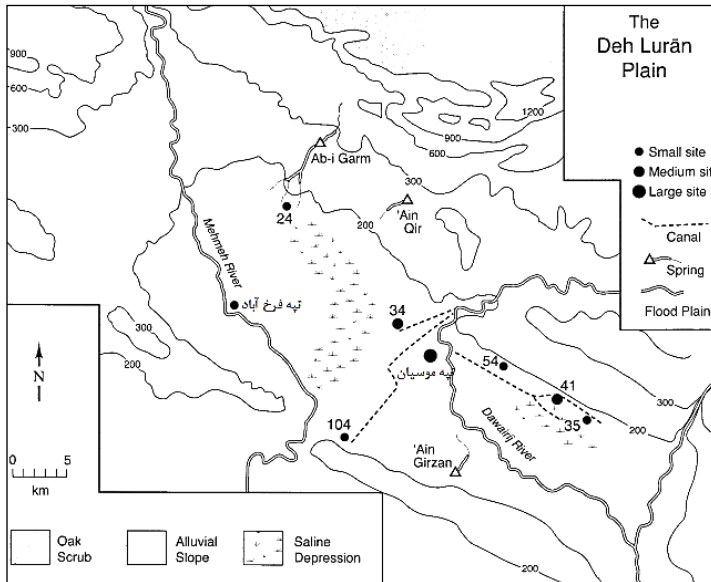 The
Deh Lurān
Plain
Small site
Medium sit
Large site
Canal
Spring
Flood Plain
900
600
300
1200
900
600
300
200
Ab-i Garm
'Ain
Qir
24
Mehmeh River
تپه فرخ آباد
34
تپه موسیان
54
41
35
300
200
300
200
104
'Ain
Girzan
Dawairij River
N
0 5
km
200
Oak
Scrub
Alluvial
Slope
Saline
Depression